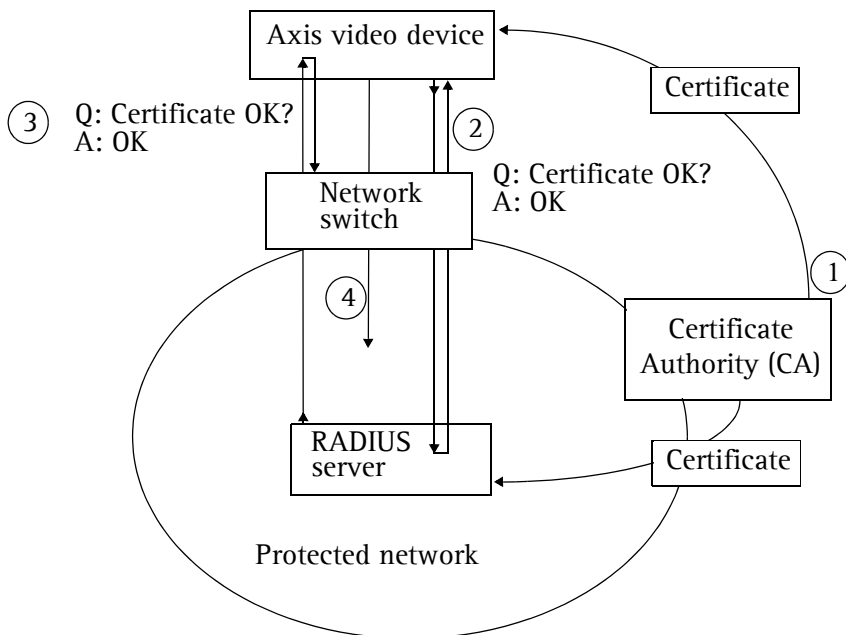 Axis video device
Certificate
3
Q: Certificate OK?
A: OK
2
Q: Certificate OK?
A: OK
Network
switch
1
4
Certificate
Authority (CA)
RADIUS
server
Certificate
Protected network